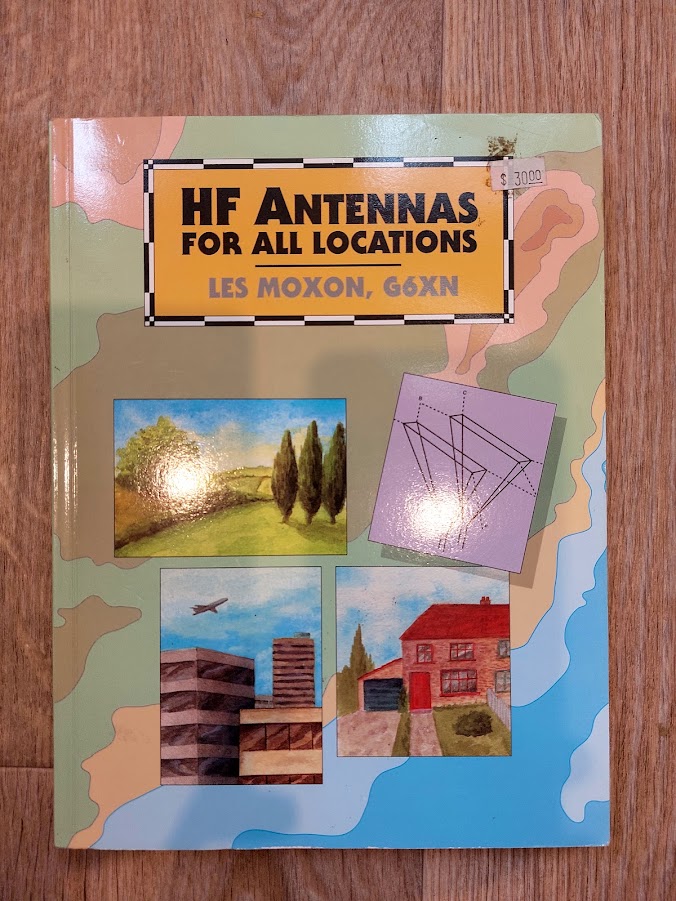 HF ANTENNAS
FOR ALL LOCATIONS
LES MOXON, G6XN
$ 30.00
B
C